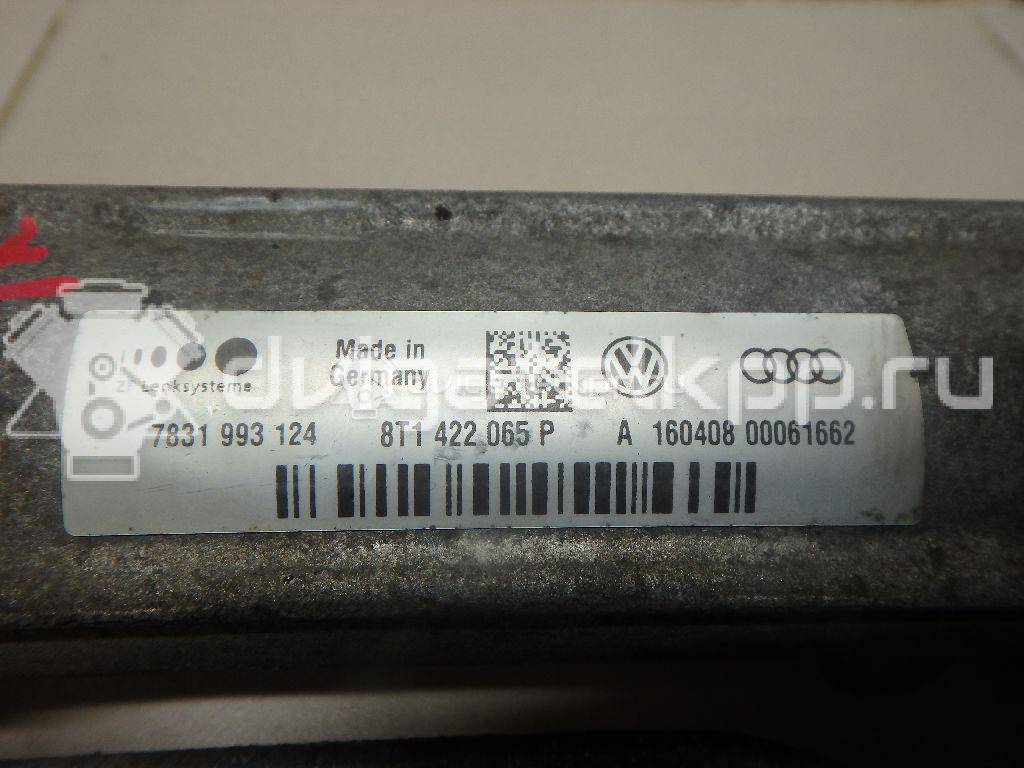 Made in
Germany
ZF Lenksysteme
7831 993 124 8T1 422 065 P A 160408 00061662
dvigatelkpp.ru